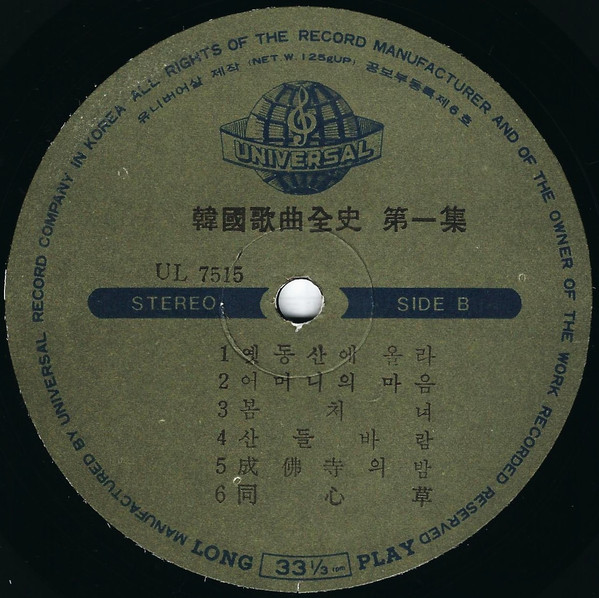 MANUFACTURED BY UNIVERSAL RECORD COMPANY IN KOREA ALL RIGHTS OF THE RECORD MANUFACTURER AND OF THE OWNER OF THE WORK RECORDED RESERVED
유니버어살 제작 (NET W. 125gUP) 공보부등록제6호
UNIVERSAL
韓國歌曲全史 第一集
UL 7515
STEREO SIDE B
1 옛동산에 올라
2 어머니의 마음
3 봄 처녀
4 산들바람
5 成佛寺의 밤
6 同心草
LONG 33 1/3 rpm PLAY